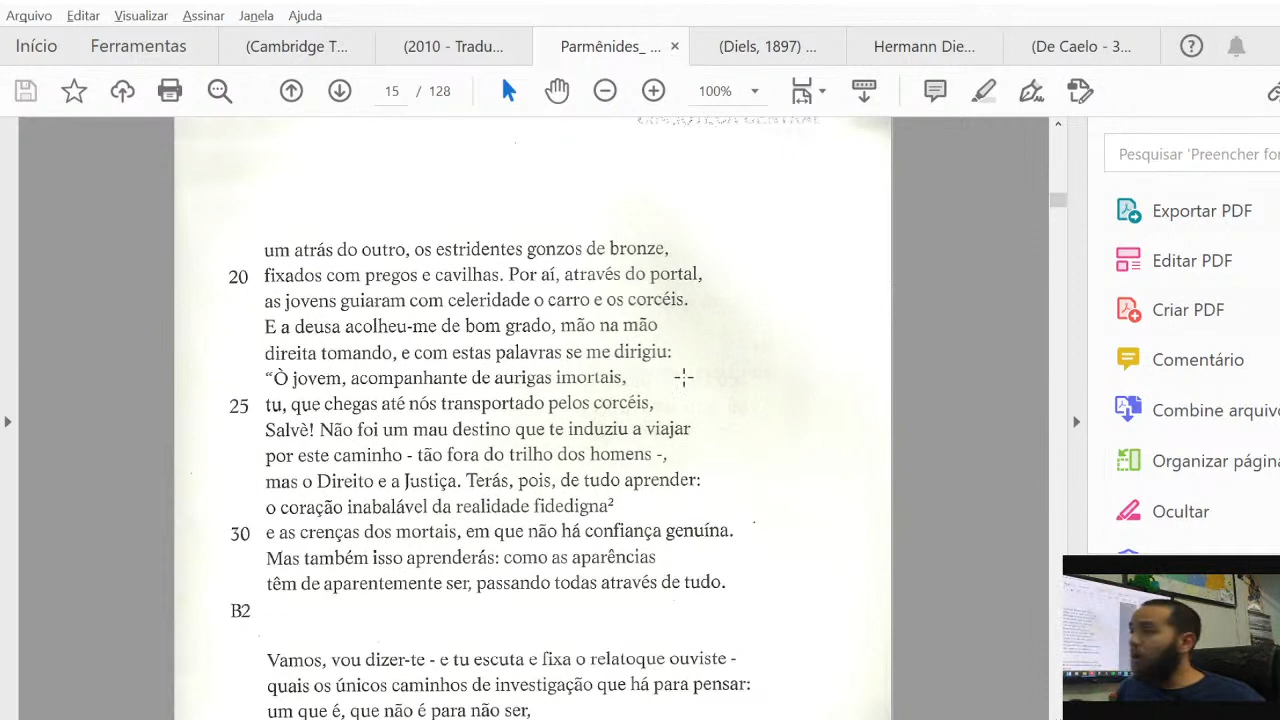 Arquivo Editar Visualizar Assinar Janela Ajuda
Início Ferramentas (Cambridge T... (2010 - Tradu... Parmênides_ ... × (Diels, 1897) ... Hermann Die... (De Caelo - 3...
15 / 128 100%
Pesquisar 'Preencher for
Exportar PDF
Editar PDF
Criar PDF
Comentário
Combine arquivo
Organizar página
Ocultar
um atrás do outro, os estridentes gonzos de bronze,
20 fixados com pregos e cavilhas. Por aí, através do portal,
as jovens guiaram com celeridade o carro e os corcéis.
E a deusa acolheu-me de bom grado, mão na mão
direita tomando, e com estas palavras se me dirigiu:
“Ò jovem, acompanhante de aurigas imortais,
25 tu, que chegas até nós transportado pelos corcéis,
Salvè! Não foi um mau destino que te induziu a viajar
por este caminho - tão fora do trilho dos homens -,
mas o Direito e a Justiça. Terás, pois, de tudo aprender:
o coração inabalável da realidade fidedigna²
30 e as crenças dos mortais, em que não há confiança genuína.
Mas também isso aprenderás: como as aparências
têm de aparentemente ser, passando todas através de tudo.
B2
Vamos, vou dizer-te - e tu escuta e fixa o relatoque ouviste -
quais os únicos caminhos de investigação que há para pensar:
um que é, que não é para não ser,